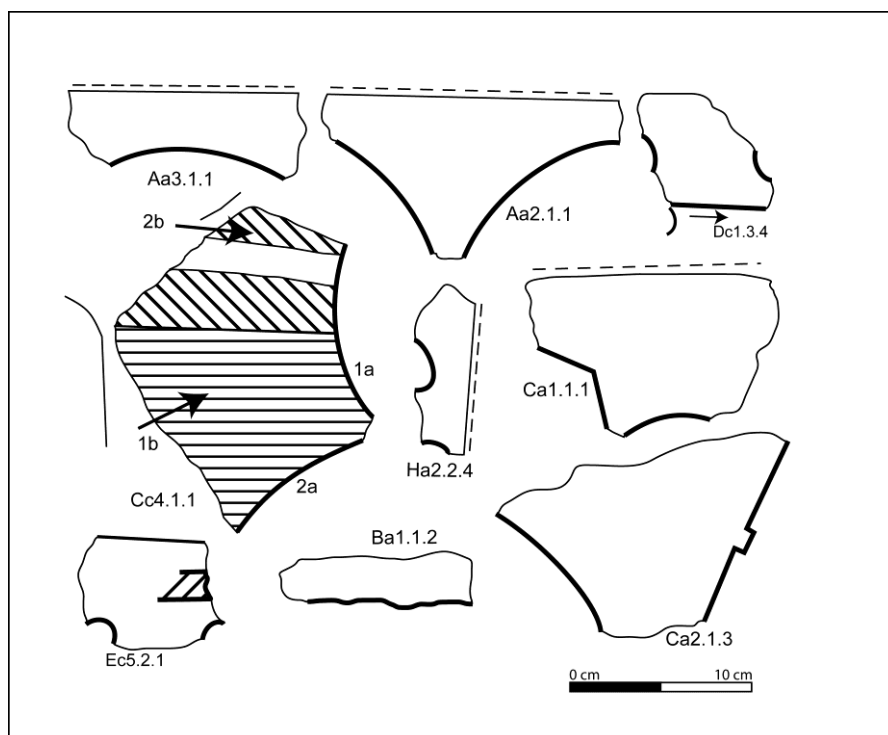 Aa3.1.1
Aa2.1.1
Dc1.3.4
2b
1a
1b
Ca1.1.1
Ha2.2.4
2a
Cc4.1.1
Ba1.1.2
Ec5.2.1
Ca2.1.3
0 cm 10 cm